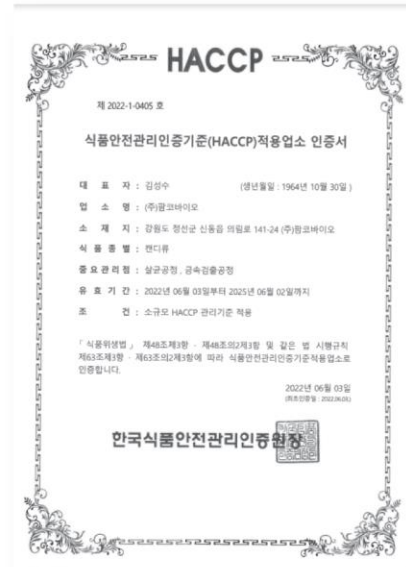 HACCP
제 2022-1-0405 호
식품안전관리인증기준(HACCP)적용업소 인증서
대 표 자 : 김성수 (생년월일 : 1964년 10월 30일)
업 소 명 : (주)팜코바이오
소 재 지 : 강원도 정선군 신동읍 의림로 141-24 (주)팜코바이오
식 품 종 별 : 캔디류
중요관리점 : 살균공정, 금속검출공정
유 효 기 간 : 2022년 06월 03일부터 2025년 06월 02일까지
조 건 : 소규모 HACCP 관리기준 적용
「식품위생법」 제48조제3항 · 제48조의2제3항 및 같은 법 시행규칙
제63조제3항 · 제63조의2제3항에 따라 식품안전관리인증기준적용업소로
인증합니다.
2022년 06월 03일
(최초인증일 : 2022.06.03.)
한국식품안전관리인증원장